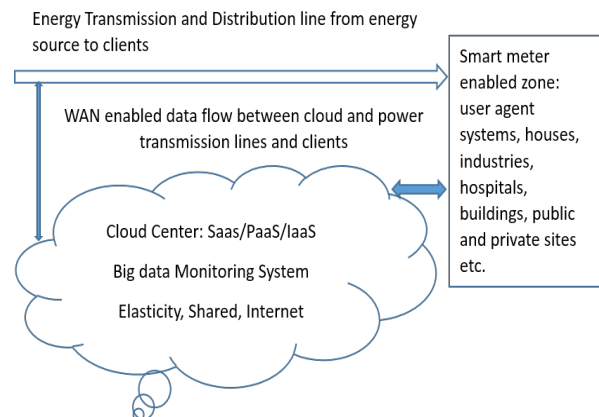 Energy Transmission and Distribution line from energy
source to clients
WAN enabled data flow between cloud and power
transmission lines and clients
Smart meter
enabled zone:
user agent
systems, houses,
industries,
hospitals,
buildings, public
and private sites
etc.
Cloud Center: Saas/PaaS/IaaS
Big data Monitoring System
Elasticity, Shared, Internet